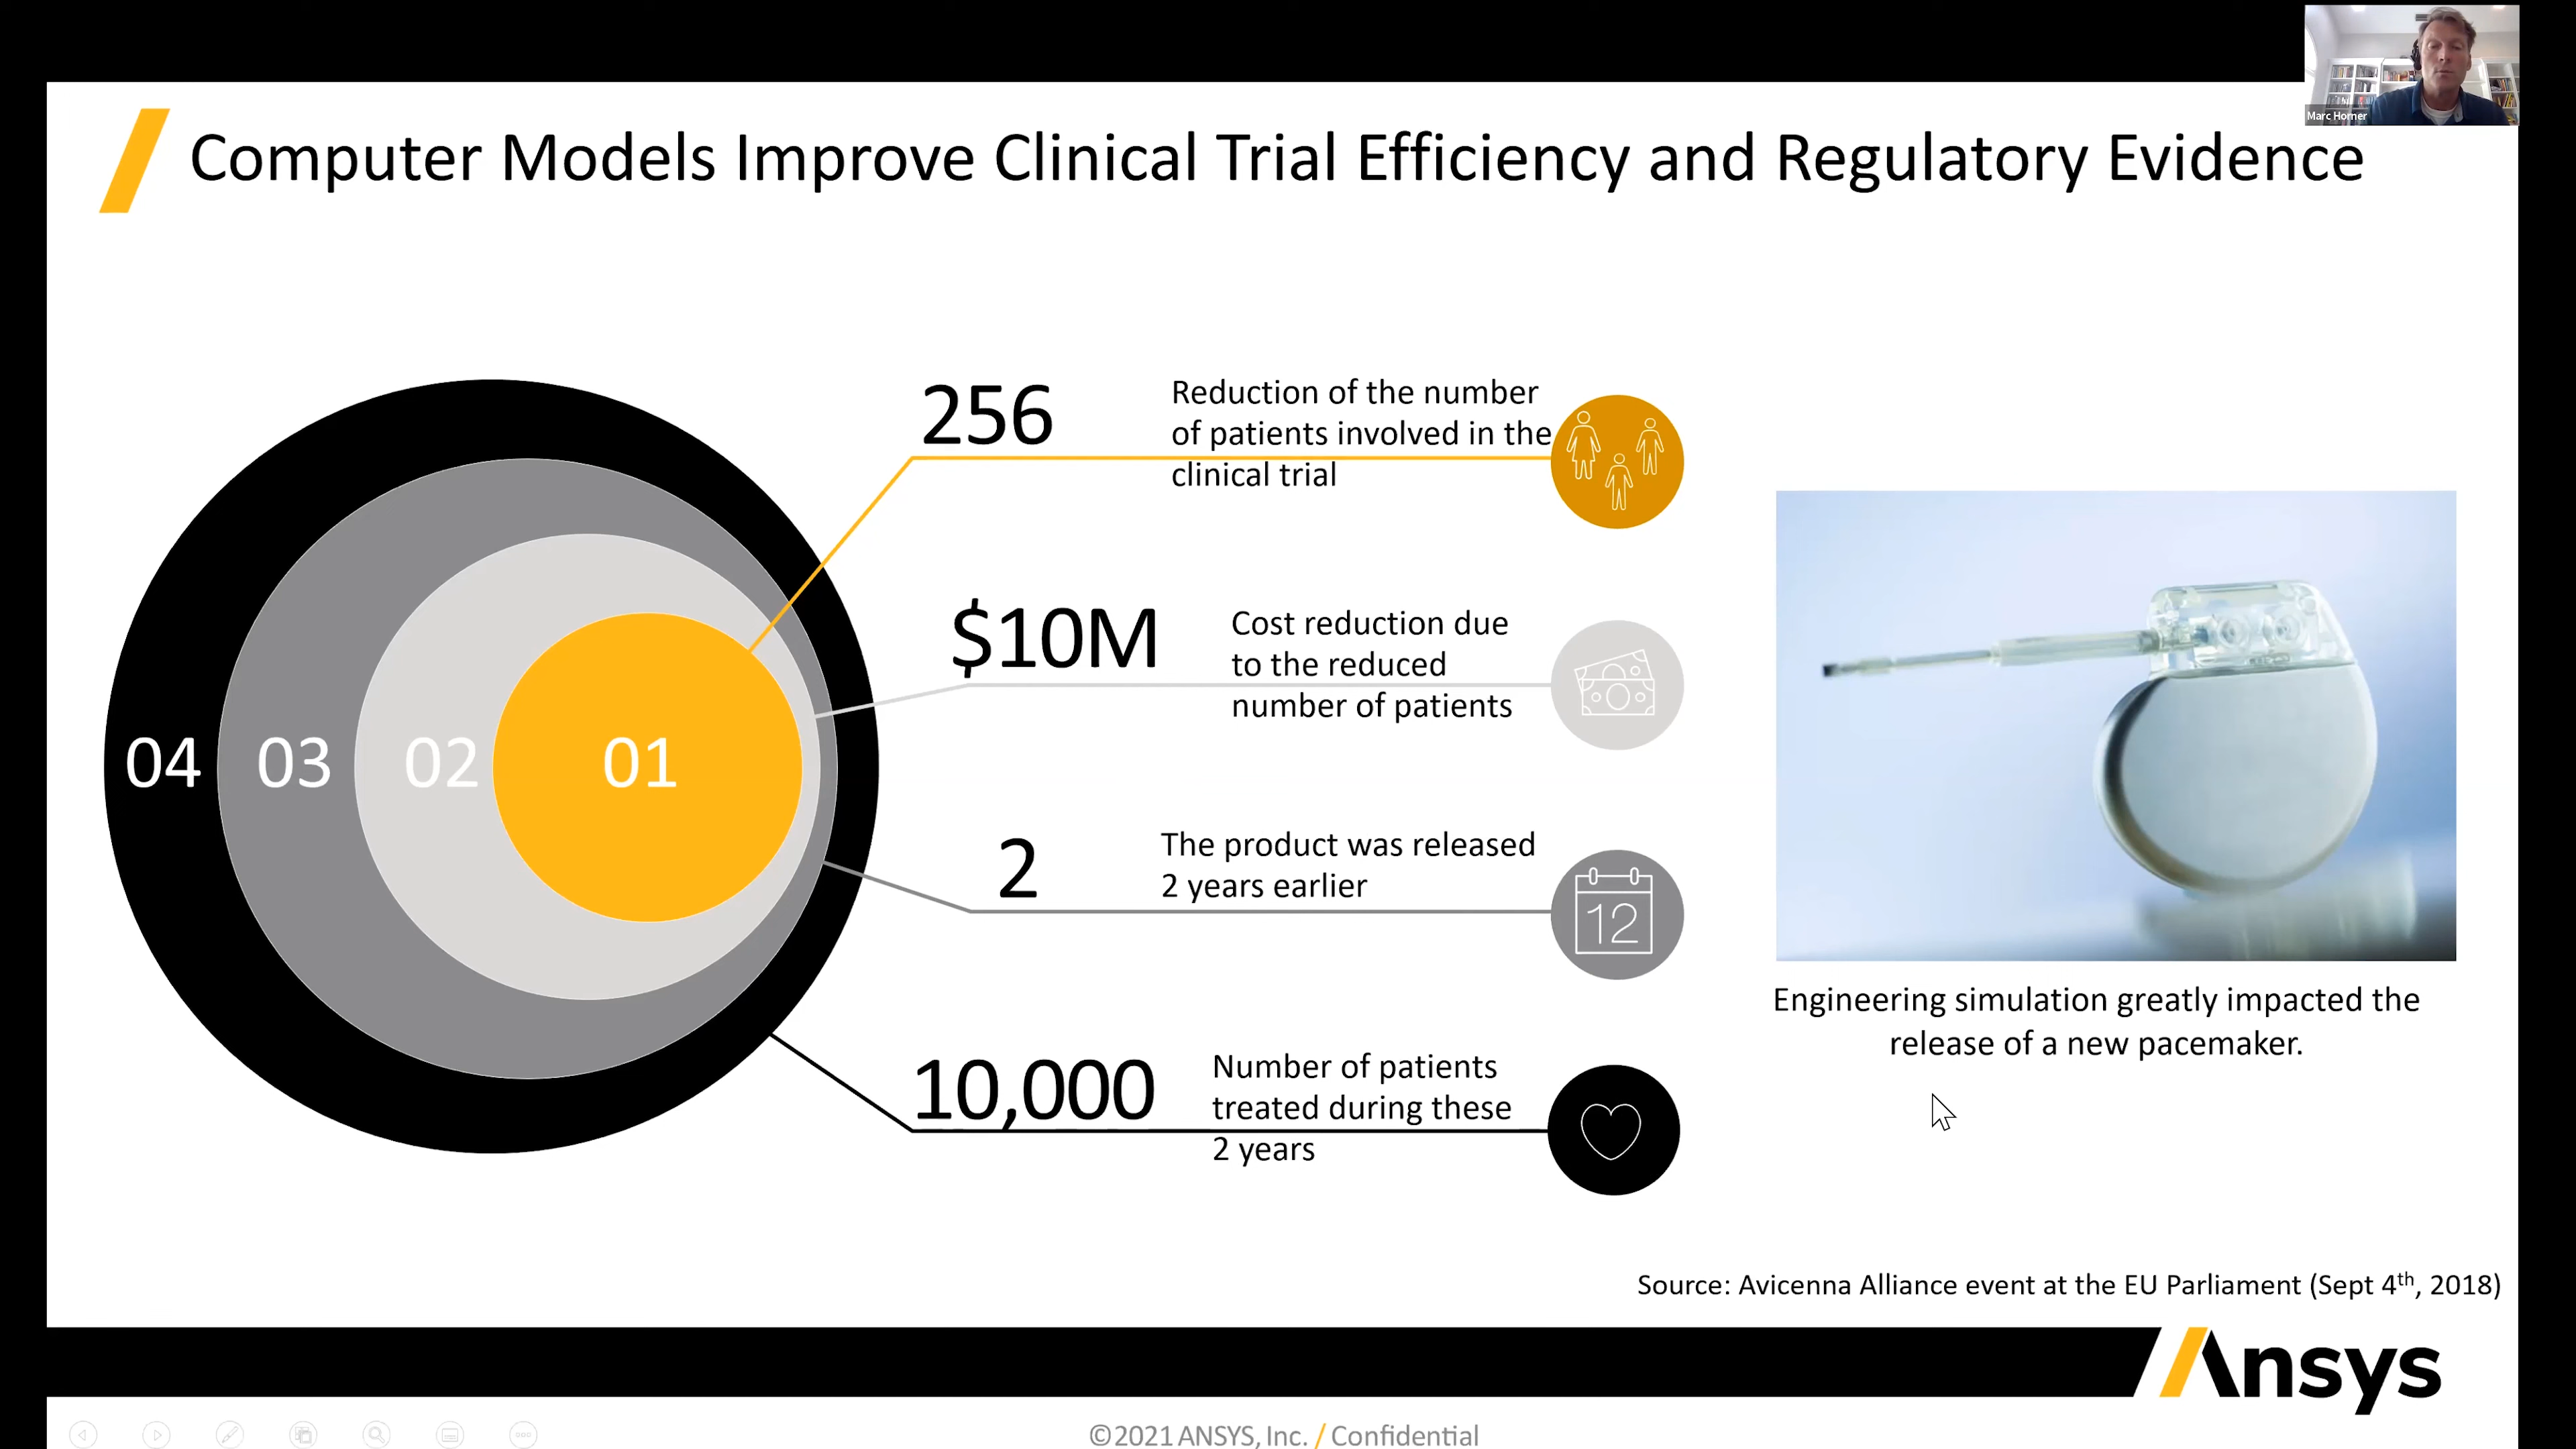 Marc Horner
Computer Models Improve Clinical Trial Efficiency and Regulatory Evidence
256
Reduction of the number
of patients involved in the
clinical trial
$10M
Cost reduction due
to the reduced
number of patients
04 03 02 01
2
The product was released
2 years earlier
12
10,000
Number of patients
treated during these
2 years
Engineering simulation greatly impacted the
release of a new pacemaker.
Source: Avicenna Alliance event at the EU Parliament (Sept 4th, 2018)
Ansys
©2021 ANSYS, Inc. / Confidential